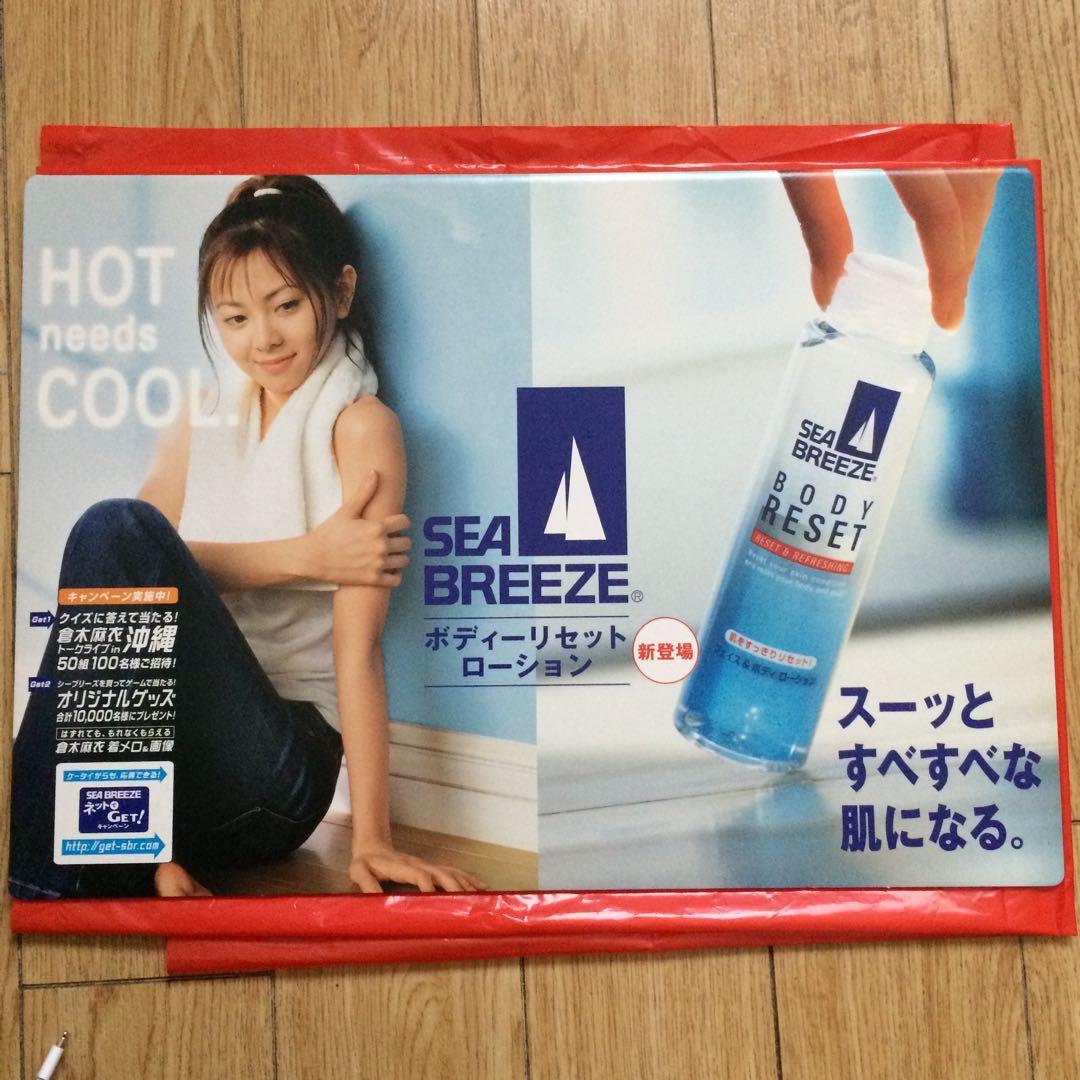 HOT
needs
COOL.
キャンペーン実施中!
Get1 クイズに答えて当たる!
倉木麻衣
トークライブin沖縄
50組100名様ご招待!
Get2 シーブリーズを買ってゲームで当たる!
オリジナルグッズ
合計10,000名様にプレゼント!
はずれても、もれなくもらえる
倉木麻衣 着メロ&画像
ケータイからも、応募できる!
SEA BREEZE
ネットでGET!
キャンペーン
http://get-sbr.com
SEA
BREEZE®
ボディーリセット
ローション
新登場
SEA
BREEZE®
BODY
RESET
RESET & REFRESHING
肌をすっきりリセット!
フェイス&ボディ ローション
スーッと
すべすべな
肌になる。